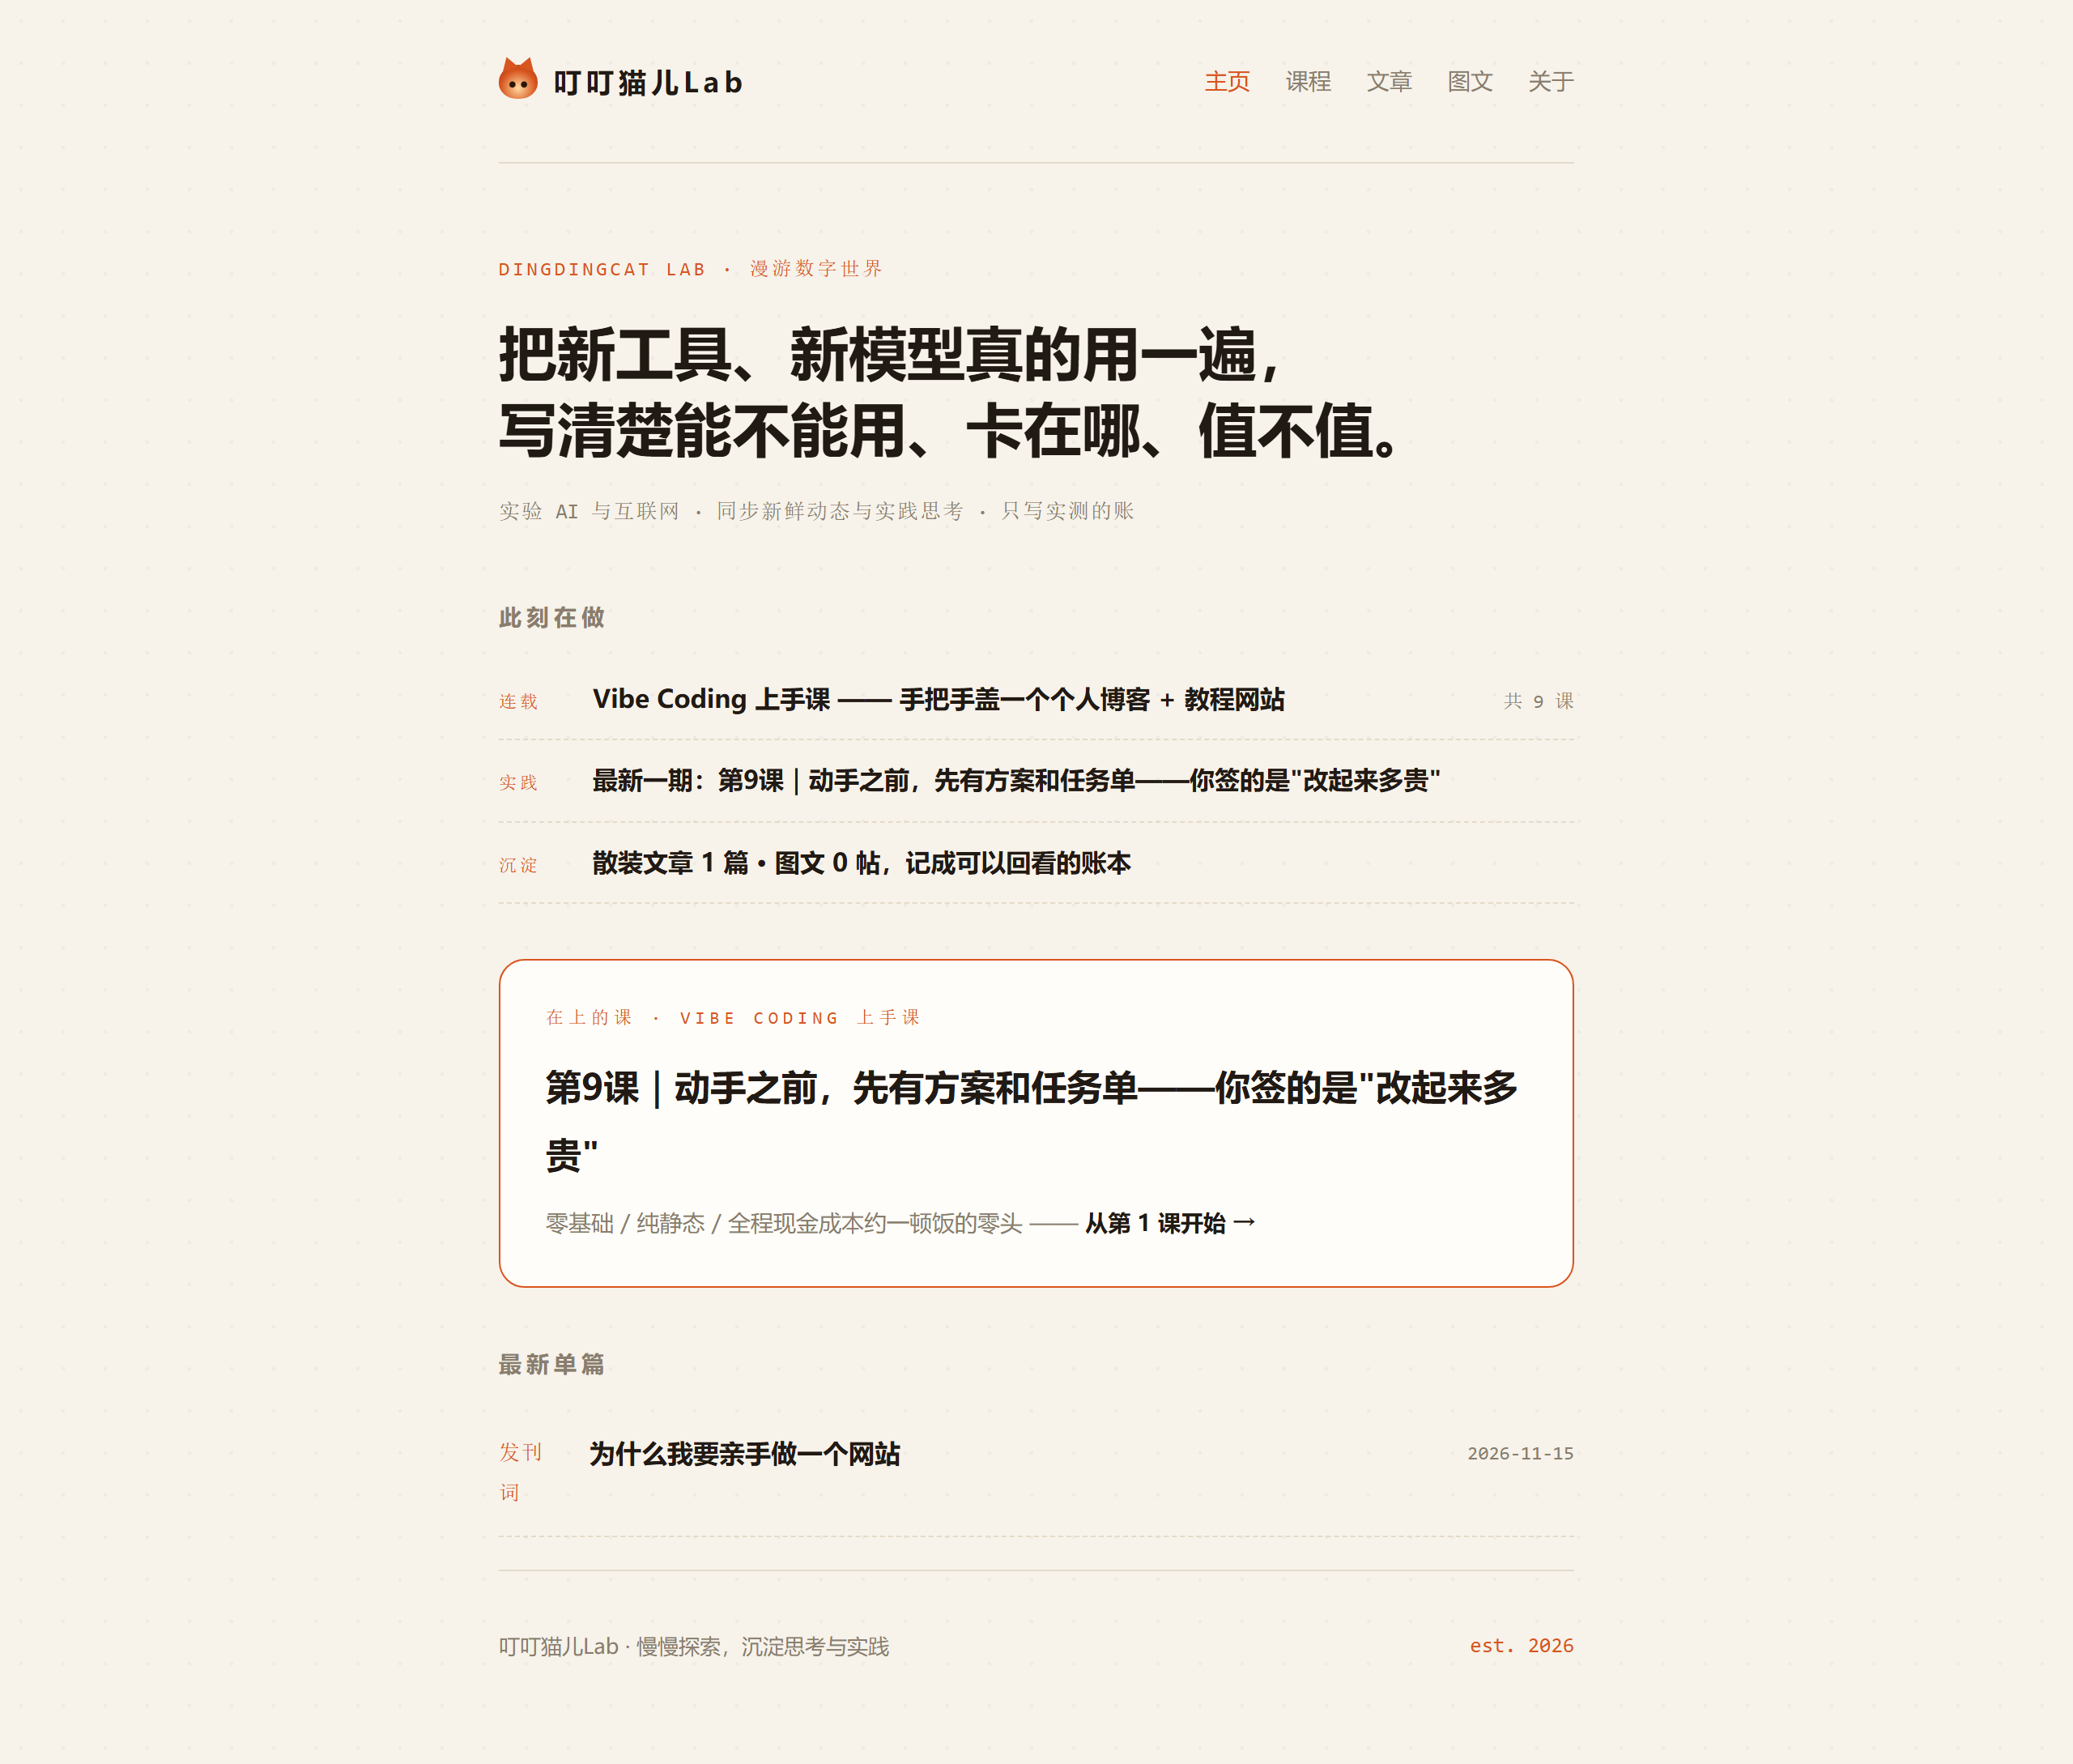 叮叮猫儿Lab
主页 课程 文章 图文 关于
DINGDINGCAT LAB · 漫游数字世界
把新工具、新模型真的用一遍，
写清楚能不能用、卡在哪、值不值。
实验 AI 与互联网 · 同步新鲜动态与实践思考 · 只写实测的账
此刻在做
连载 Vibe Coding 上手课 —— 手把手盖一个个人博客 + 教程网站 共 9 课
实践 最新一期：第9课｜动手之前，先有方案和任务单——你签的是"改起来多贵"
沉淀 散装文章 1 篇 · 图文 0 帖，记成可以回看的账本
在上的课 · VIBE CODING 上手课
第9课｜动手之前，先有方案和任务单——你签的是"改起来多
贵"
零基础 / 纯静态 / 全程现金成本约一顿饭的零头 —— 从第 1 课开始 →
最新单篇
发刊 为什么我要亲手做一个网站 2026-11-15
词
叮叮猫儿Lab · 慢慢探索，沉淀思考与实践 est. 2026